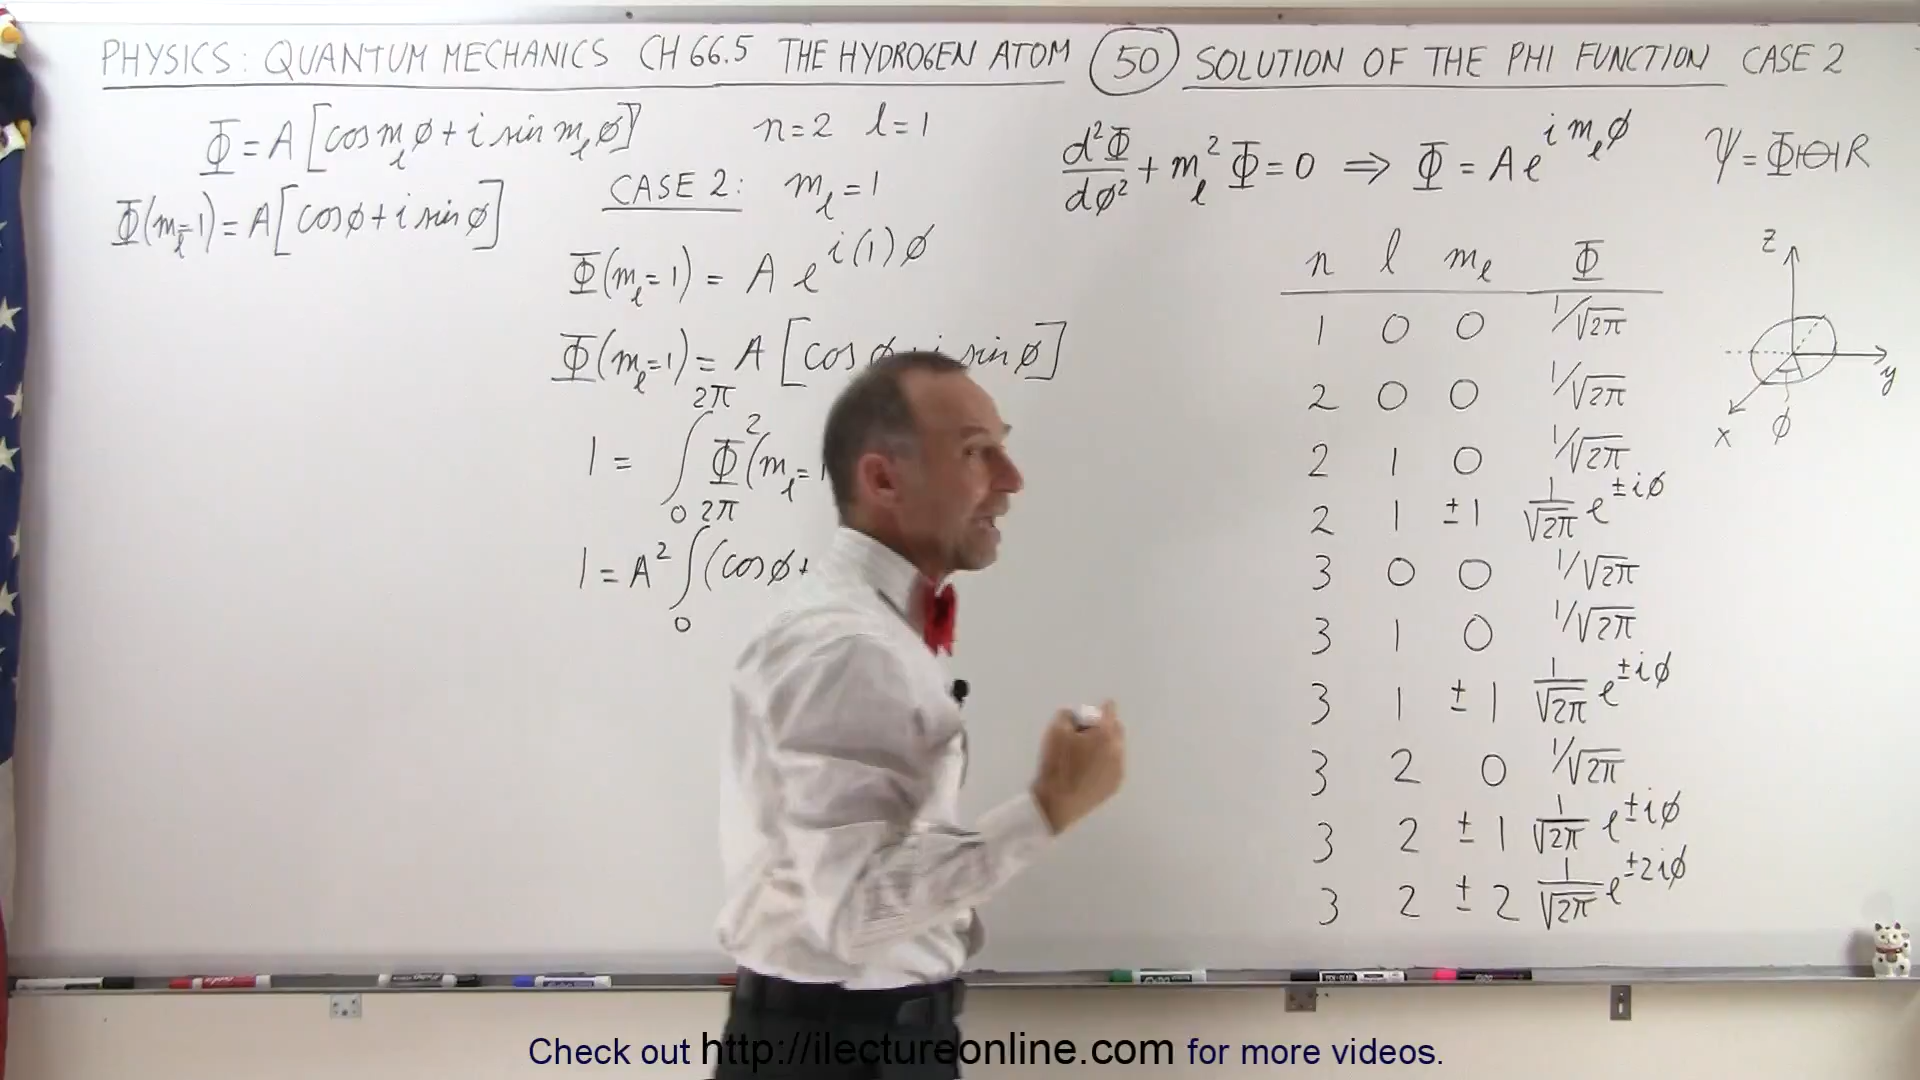 PHYSICS: QUANTUM MECHANICS CH 66.5 THE HYDROGEN ATOM (50) SOLUTION OF THE PHI FUNCTION CASE 2
Φ = A [cos m_l ϕ + i sin m_l ϕ]
Φ(m_l=1) = A [cosϕ + i sinϕ]
n=2 l=1
CASE 2: m_l = 1
Φ(m_l=1) = A e^{i(1)ϕ}
Φ(m_l=1) = A [cos ϕ + i sinϕ]
1 = ∫_0^{2π} Φ²(m_l=1
1 = A² ∫_0^{2π} (cosϕ +
d²Φ/dϕ² + m_l² Φ = 0 ⇒ Φ = A e^{i m_l ϕ}
ψ = ΦΘR
n l m_l Φ
1 0 0 1/√2π
2 0 0 1/√2π
2 1 0 1/√2π
2 1 ±1 1/√2π e^{±iϕ}
3 0 0 1/√2π
3 1 0 1/√2π
3 1 ±1 1/√2π e^{±iϕ}
3 2 0 1/√2π
3 2 ±1 1/√2π e^{±iϕ}
3 2 ±2 1/√2π e^{±2iϕ}
z
y
x
ϕ
Check out http://ilectureonline.com for more videos.